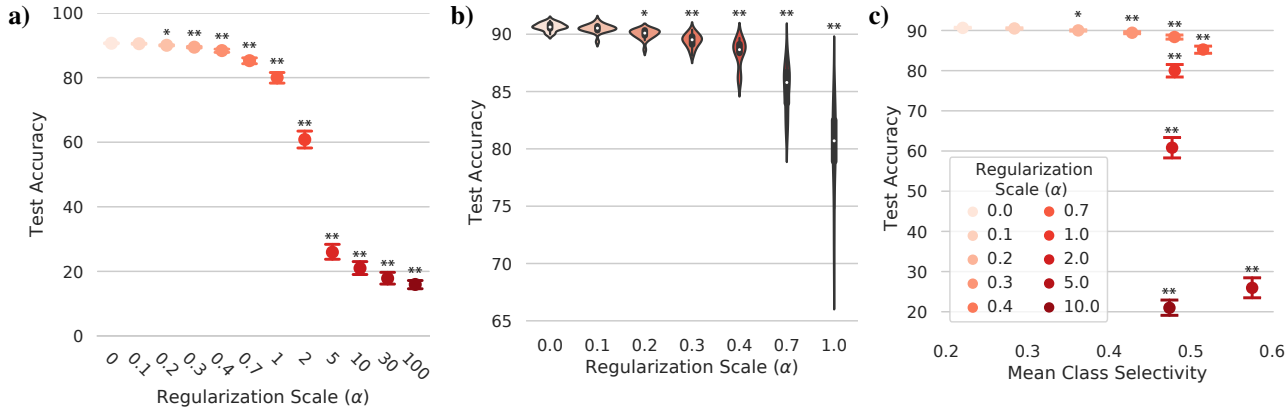 a)
100
80
60
40
20
0
Test Accuracy
* ** ** ** ** ** ** ** ** **
0 0.1 0.2 0.3 0.4 0.7 1 2 5 10 30 100
Regularization Scale (α)
b)
90
85
80
75
70
65
Test Accuracy
* ** ** ** **
0.0 0.1 0.2 0.3 0.4 0.7 1.0
Regularization Scale (α)
c)
90
80
70
60
50
40
30
20
Test Accuracy
* ** ** ** ** ** ** **
Regularization
Scale (α)
0.0 0.7
0.1 1.0
0.2 2.0
0.3 5.0
0.4 10.0
0.2 0.3 0.4 0.5 0.6
Mean Class Selectivity